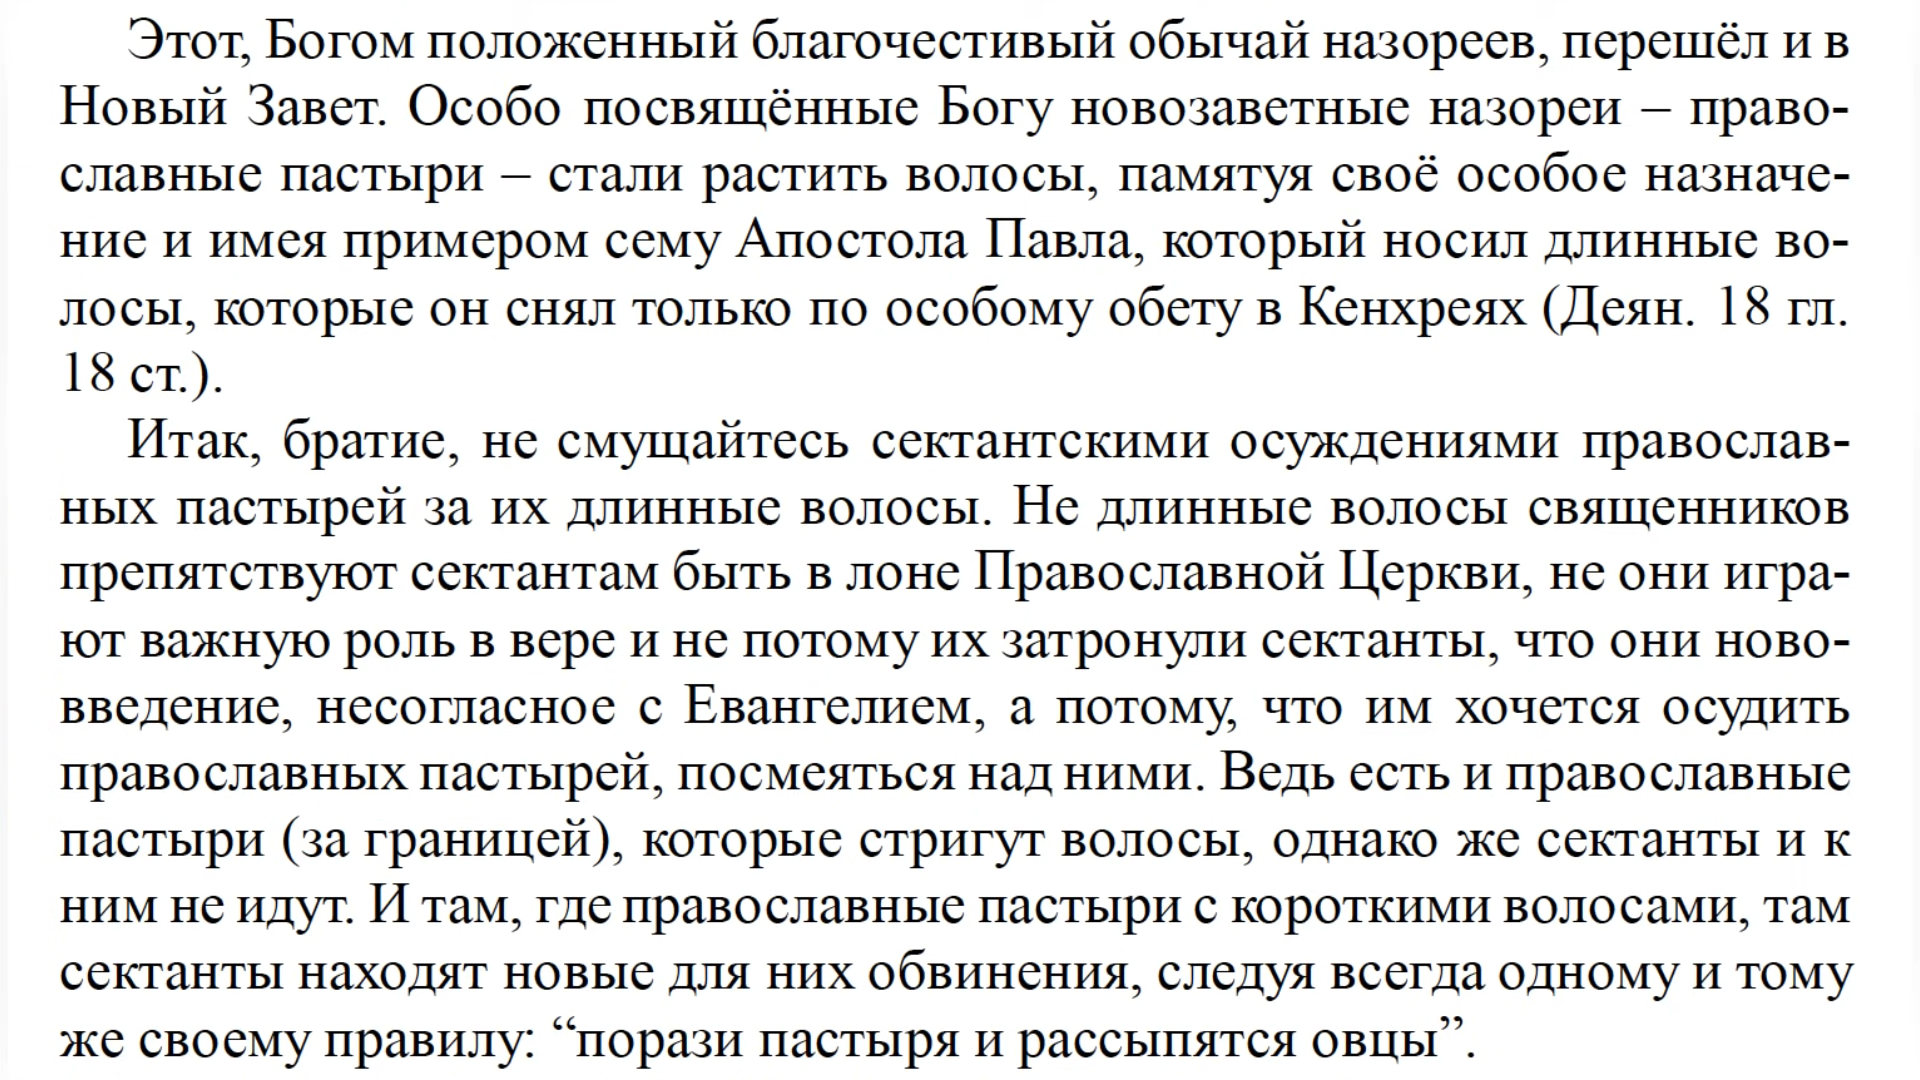 Этот, Богом положенный благочестивый обычай назореев, перешёл и в
Новый Завет. Особо посвящённые Богу новозаветные назореи – право-
славные пастыри – стали растить волосы, памятуя своё особое назначе-
ние и имея примером сему Апостола Павла, который носил длинные во-
лосы, которые он снял только по особому обету в Кенхреях (Деян. 18 гл.
18 ст.).
Итак, братие, не смущайтесь сектантскими осуждениями православ-
ных пастырей за их длинные волосы. Не длинные волосы священников
препятствуют сектантам быть в лоне Православной Церкви, не они игра-
ют важную роль в вере и не потому их затронули сектанты, что они ново-
введение, несогласное с Евангелием, а потому, что им хочется осудить
православных пастырей, посмеяться над ними. Ведь есть и православные
пастыри (за границей), которые стригут волосы, однако же сектанты и к
ним не идут. И там, где православные пастыри с короткими волосами, там
сектанты находят новые для них обвинения, следуя всегда одному и тому
же своему правилу: “порази пастыря и рассыпятся овцы”.